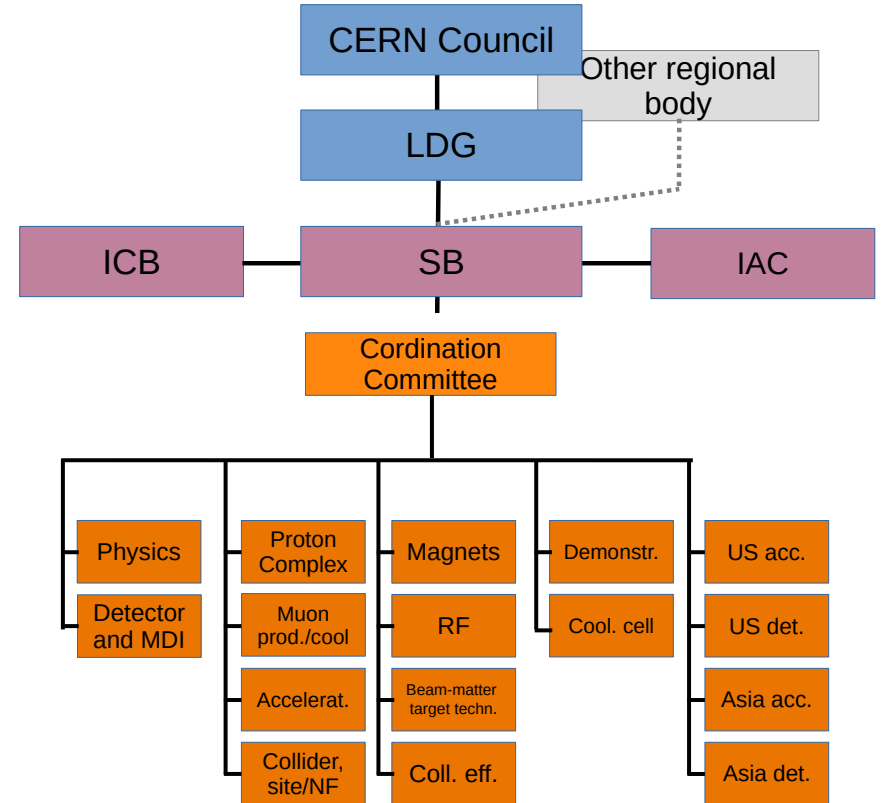 CERN Council
Other regional
body
LDG
ICB
SB
IAC
Cordination
Committee
Physics
Proton
Complex
Magnets
Demonstr.
US acc.
Detector
and MDI
Muon
prod./cool
RF
Cool. cell
US det.
Accelerat.
Beam-matter
target techn.
Asia acc.
Collider,
site/NF
Coll. eff.
Asia det.